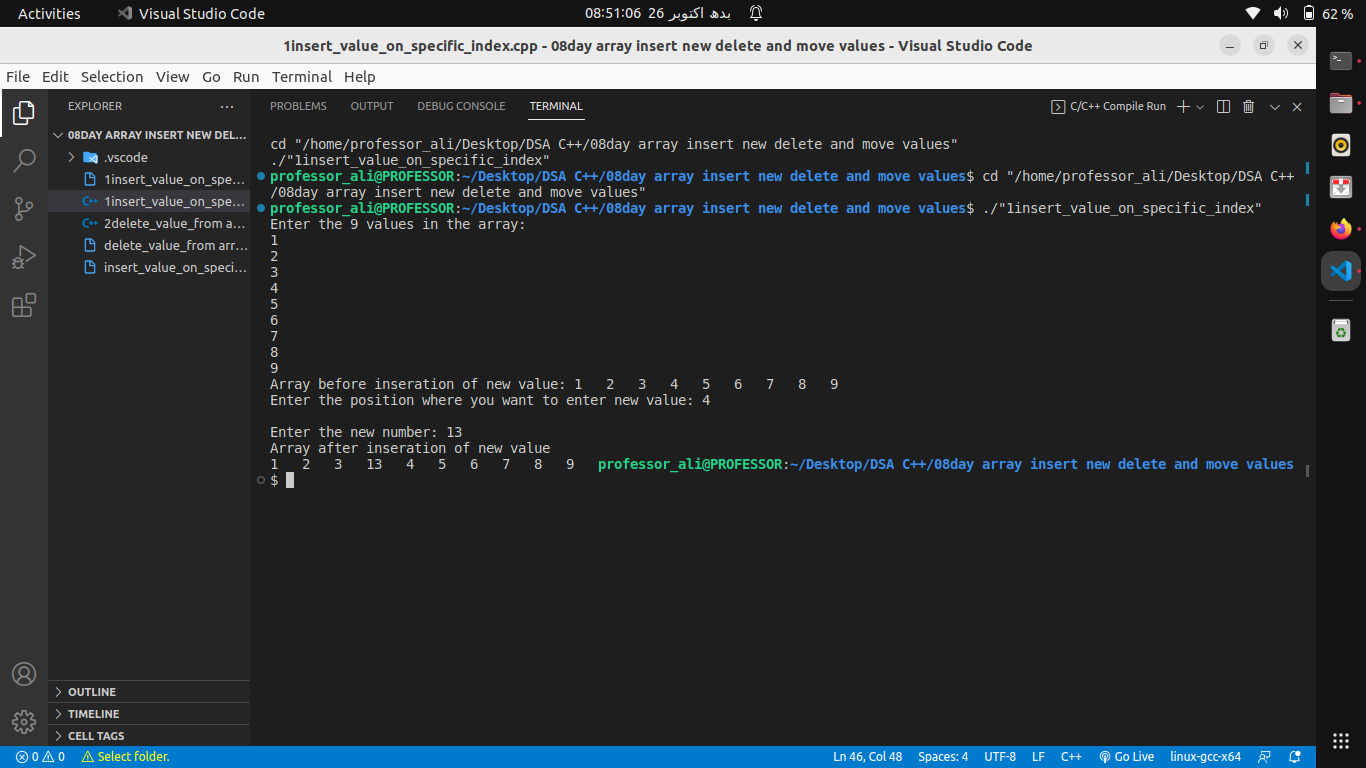 Activities
Visual Studio Code
08:51:06 26 بدھ اکتوبر
62 %
1insert_value_on_specific_index.cpp - 08day array insert new delete and move values - Visual Studio Code
File Edit Selection View Go Run Terminal Help
EXPLORER
08DAY ARRAY INSERT NEW DEL...
.vscode
1insert_value_on_spe...
1insert_value_on_spe...
2delete_value_from a...
delete_value_from arr...
insert_value_on_speci...
OUTLINE
TIMELINE
CELL TAGS
PROBLEMS OUTPUT DEBUG CONSOLE TERMINAL
C/C++ Compile Run
cd "/home/professor_ali/Desktop/DSA C++/08day array insert new delete and move values"
./"1insert_value_on_specific_index"
professor_ali@PROFESSOR:~/Desktop/DSA C++/08day array insert new delete and move values$ cd "/home/professor_ali/Desktop/DSA C++
/08day array insert new delete and move values"
professor_ali@PROFESSOR:~/Desktop/DSA C++/08day array insert new delete and move values$ ./"1insert_value_on_specific_index"
Enter the 9 values in the array:
1
2
3
4
5
6
7
8
9
Array before inseration of new value: 1 2 3 4 5 6 7 8 9
Enter the position where you want to enter new value: 4
Enter the new number: 13
Array after inseration of new value
1 2 3 13 4 5 6 7 8 9 professor_ali@PROFESSOR:~/Desktop/DSA C++/08day array insert new delete and move values
$
0 0 Select folder.
Ln 46, Col 48 Spaces: 4 UTF-8 LF C++ Go Live linux-gcc-x64